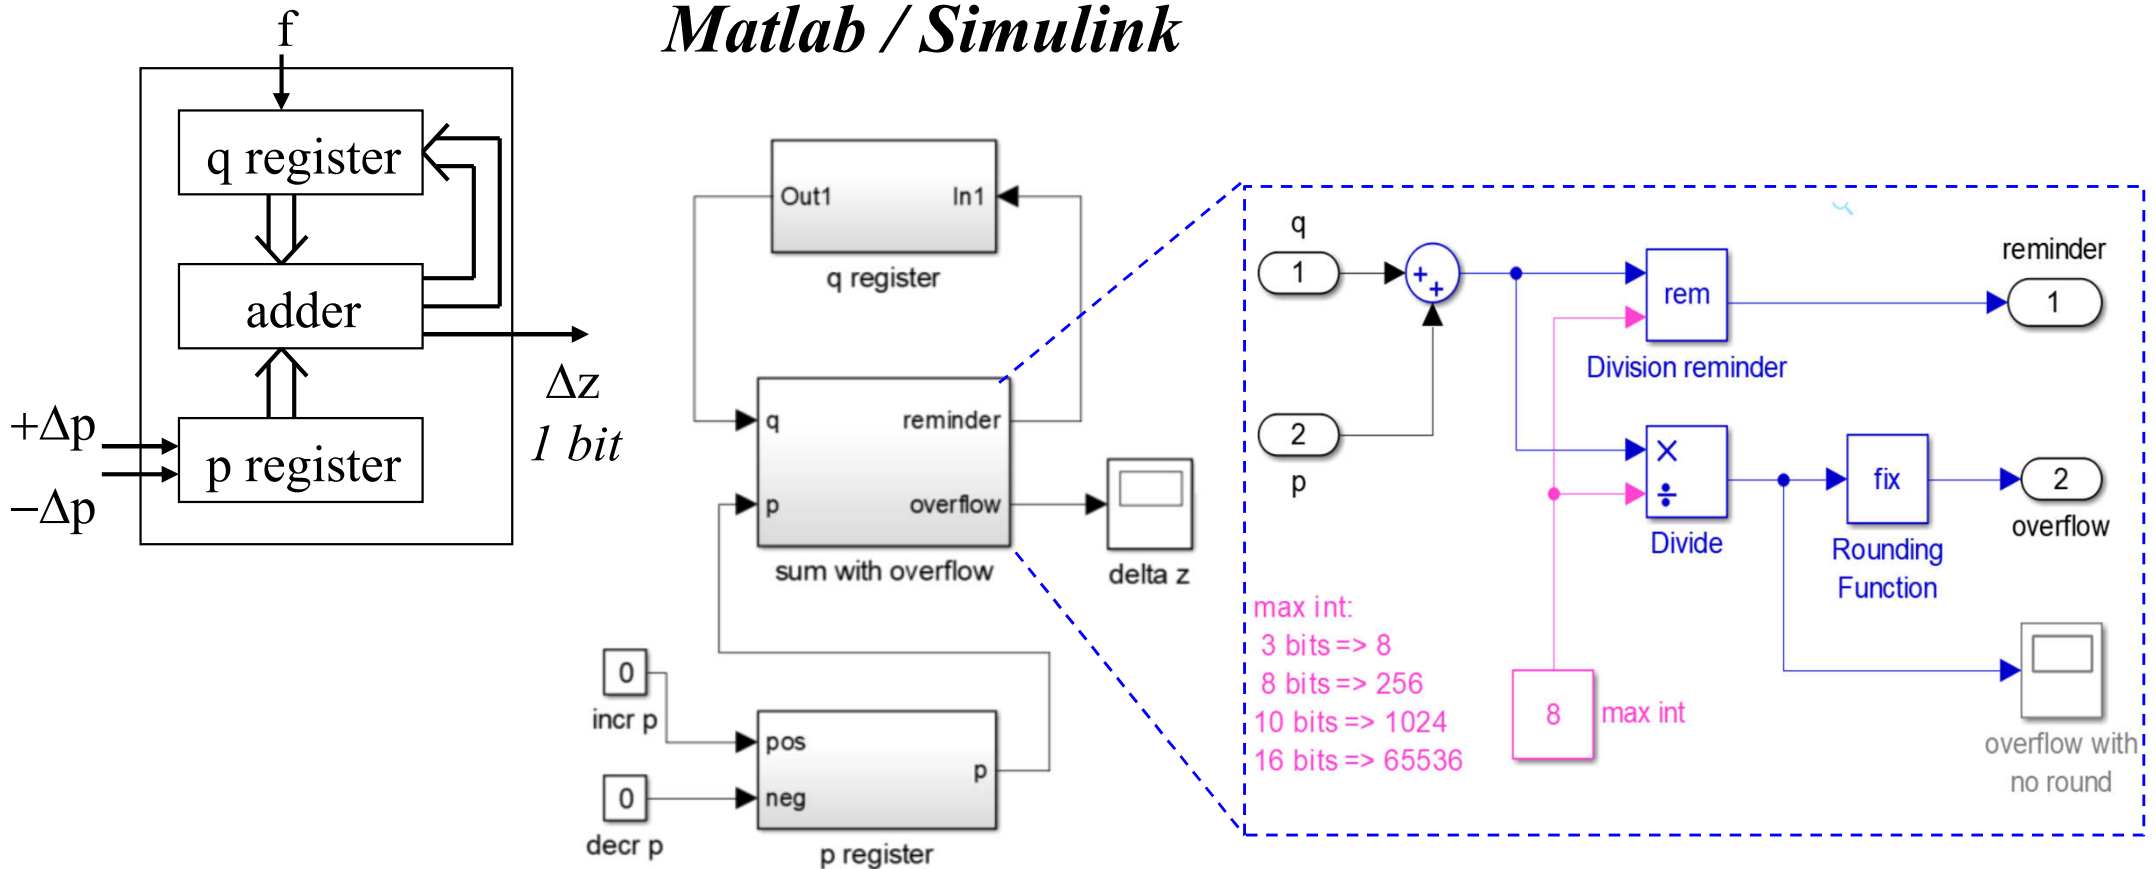 Matlab / Simulink
f
q register
adder
p register
+Δp
−Δp
Δz
1 bit
Out1
In1
q register
q
reminder
p
overflow
sum with overflow
delta z
0
incr p
0
decr p
pos
neg
p
p register
q
1
+
+
2
p
rem
Division reminder
reminder
1
×
÷
Divide
fix
Rounding
Function
2
overflow
max int:
3 bits => 8
8 bits => 256
10 bits => 1024
16 bits => 65536
8
max int
overflow with
no round